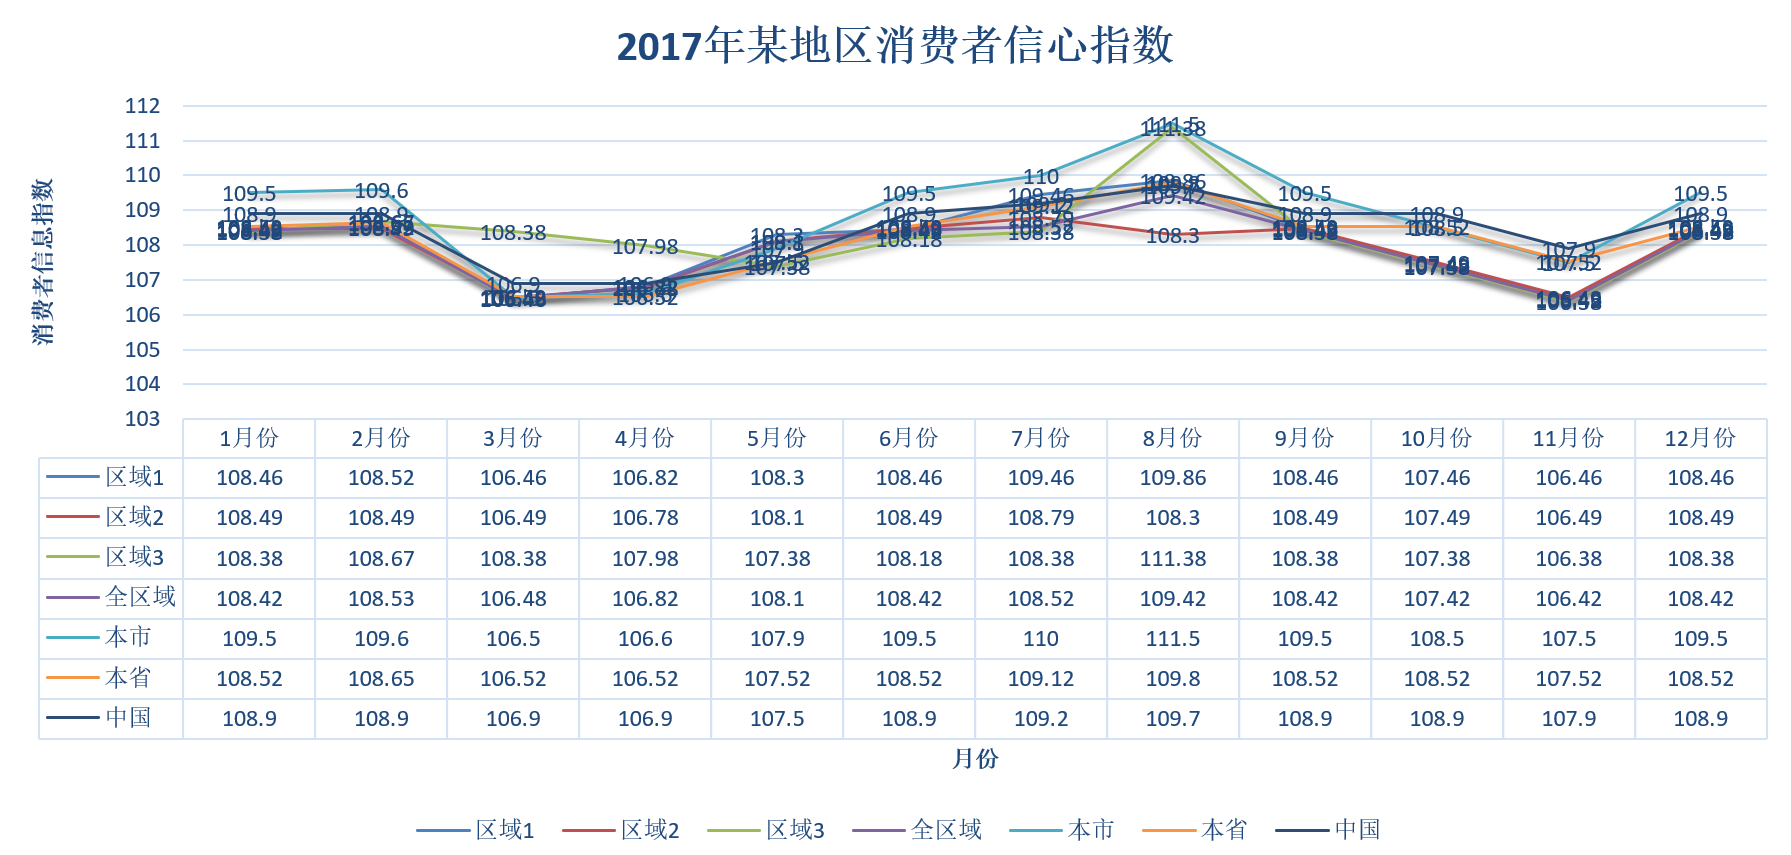 2017年某地区消费者信心指数
消费者信息指数
112
111
110
109
108
107
106
105
104
103
1月份 2月份 3月份 4月份 5月份 6月份 7月份 8月份 9月份 10月份 11月份 12月份
区域1 108.46 108.52 106.46 106.82 108.3 108.46 109.46 109.86 108.46 107.46 106.46 108.46
区域2 108.49 108.49 106.49 106.78 108.1 108.49 108.79 108.3 108.49 107.49 106.49 108.49
区域3 108.38 108.67 108.38 107.98 107.38 108.18 108.38 111.38 108.38 107.38 106.38 108.38
全区域 108.42 108.53 106.48 106.82 108.1 108.42 108.52 109.42 108.42 107.42 106.42 108.42
本市 109.5 109.6 106.5 106.6 107.9 109.5 110 111.5 109.5 108.5 107.5 109.5
本省 108.52 108.65 106.52 106.52 107.52 108.52 109.12 109.8 108.52 108.52 107.52 108.52
中国 108.9 108.9 106.9 106.9 107.5 108.9 109.2 109.7 108.9 108.9 107.9 108.9
月份
区域1 区域2 区域3 全区域 本市 本省 中国